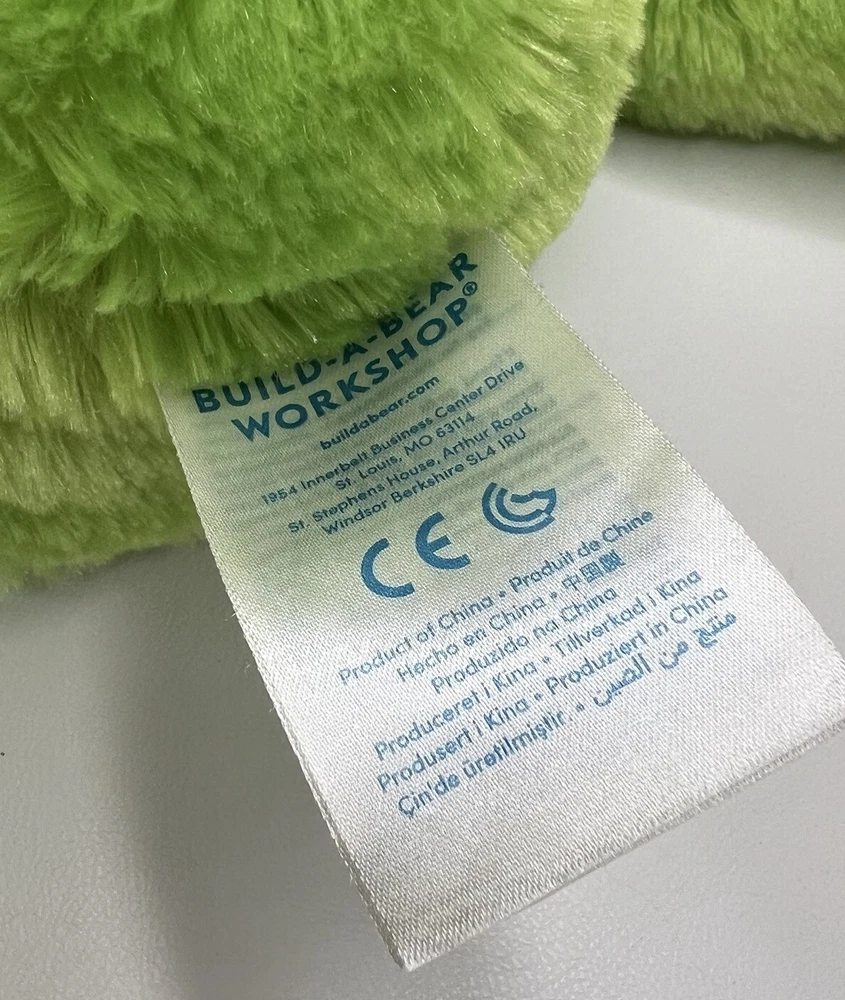 BUILD-A-BEAR
WORKSHOP®
buildabear.com
1954 Innerbelt Business Center Drive
St. Louis, MO 63114
St. Stephens House, Arthur Road,
Windsor Berkshire SL4 1RU
CE
Product of China • Produit de Chine
Hecho en China • 中国製
Produzido na China
Produceret i Kina • Tillverkad i Kina
Produsert i Kina • Produziert in China
Çin'de üretilmiştir • منتج من الصين